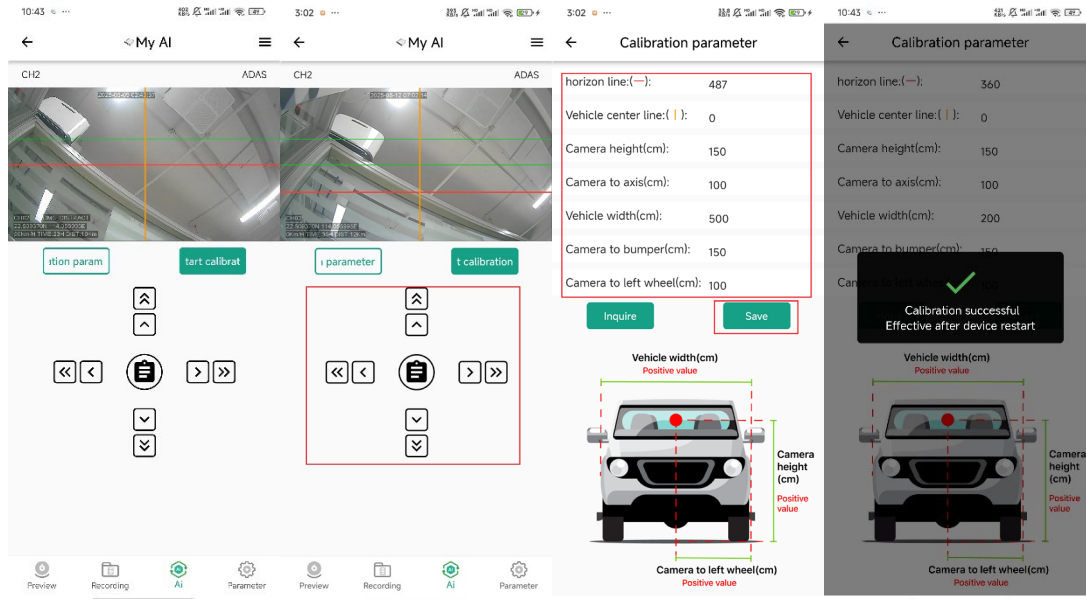 10:43
My AI
CH2
ADAS
ition param
tart calibrat
Preview
Recording
Ai
Parameter
3:02
My AI
CH2
ADAS
parameter
t calibration
Preview
Recording
Ai
Parameter
3:02
Calibration parameter
horizon line:(—):
487
Vehicle center line:( | ):
0
Camera height(cm):
150
Camera to axis(cm):
100
Vehicle width(cm):
500
Camera to bumper(cm):
150
Camera to left wheel(cm):
100
Inquire
Save
Vehicle width(cm)
Positive value
Camera
height
(cm)
Positive
value
Camera to left wheel(cm)
Positive value
10:43
Calibration parameter
horizon line:(—):
360
Vehicle center line:( | ):
0
Camera height(cm):
150
Camera to axis(cm):
100
Vehicle width(cm):
200
Camera to bumper(cm):
150
Calibration successful
Effective after device restart
Vehicle width(cm)
Positive value
Camera
height
(cm)
Positive
value
Camera to left wheel(cm)
Positive value